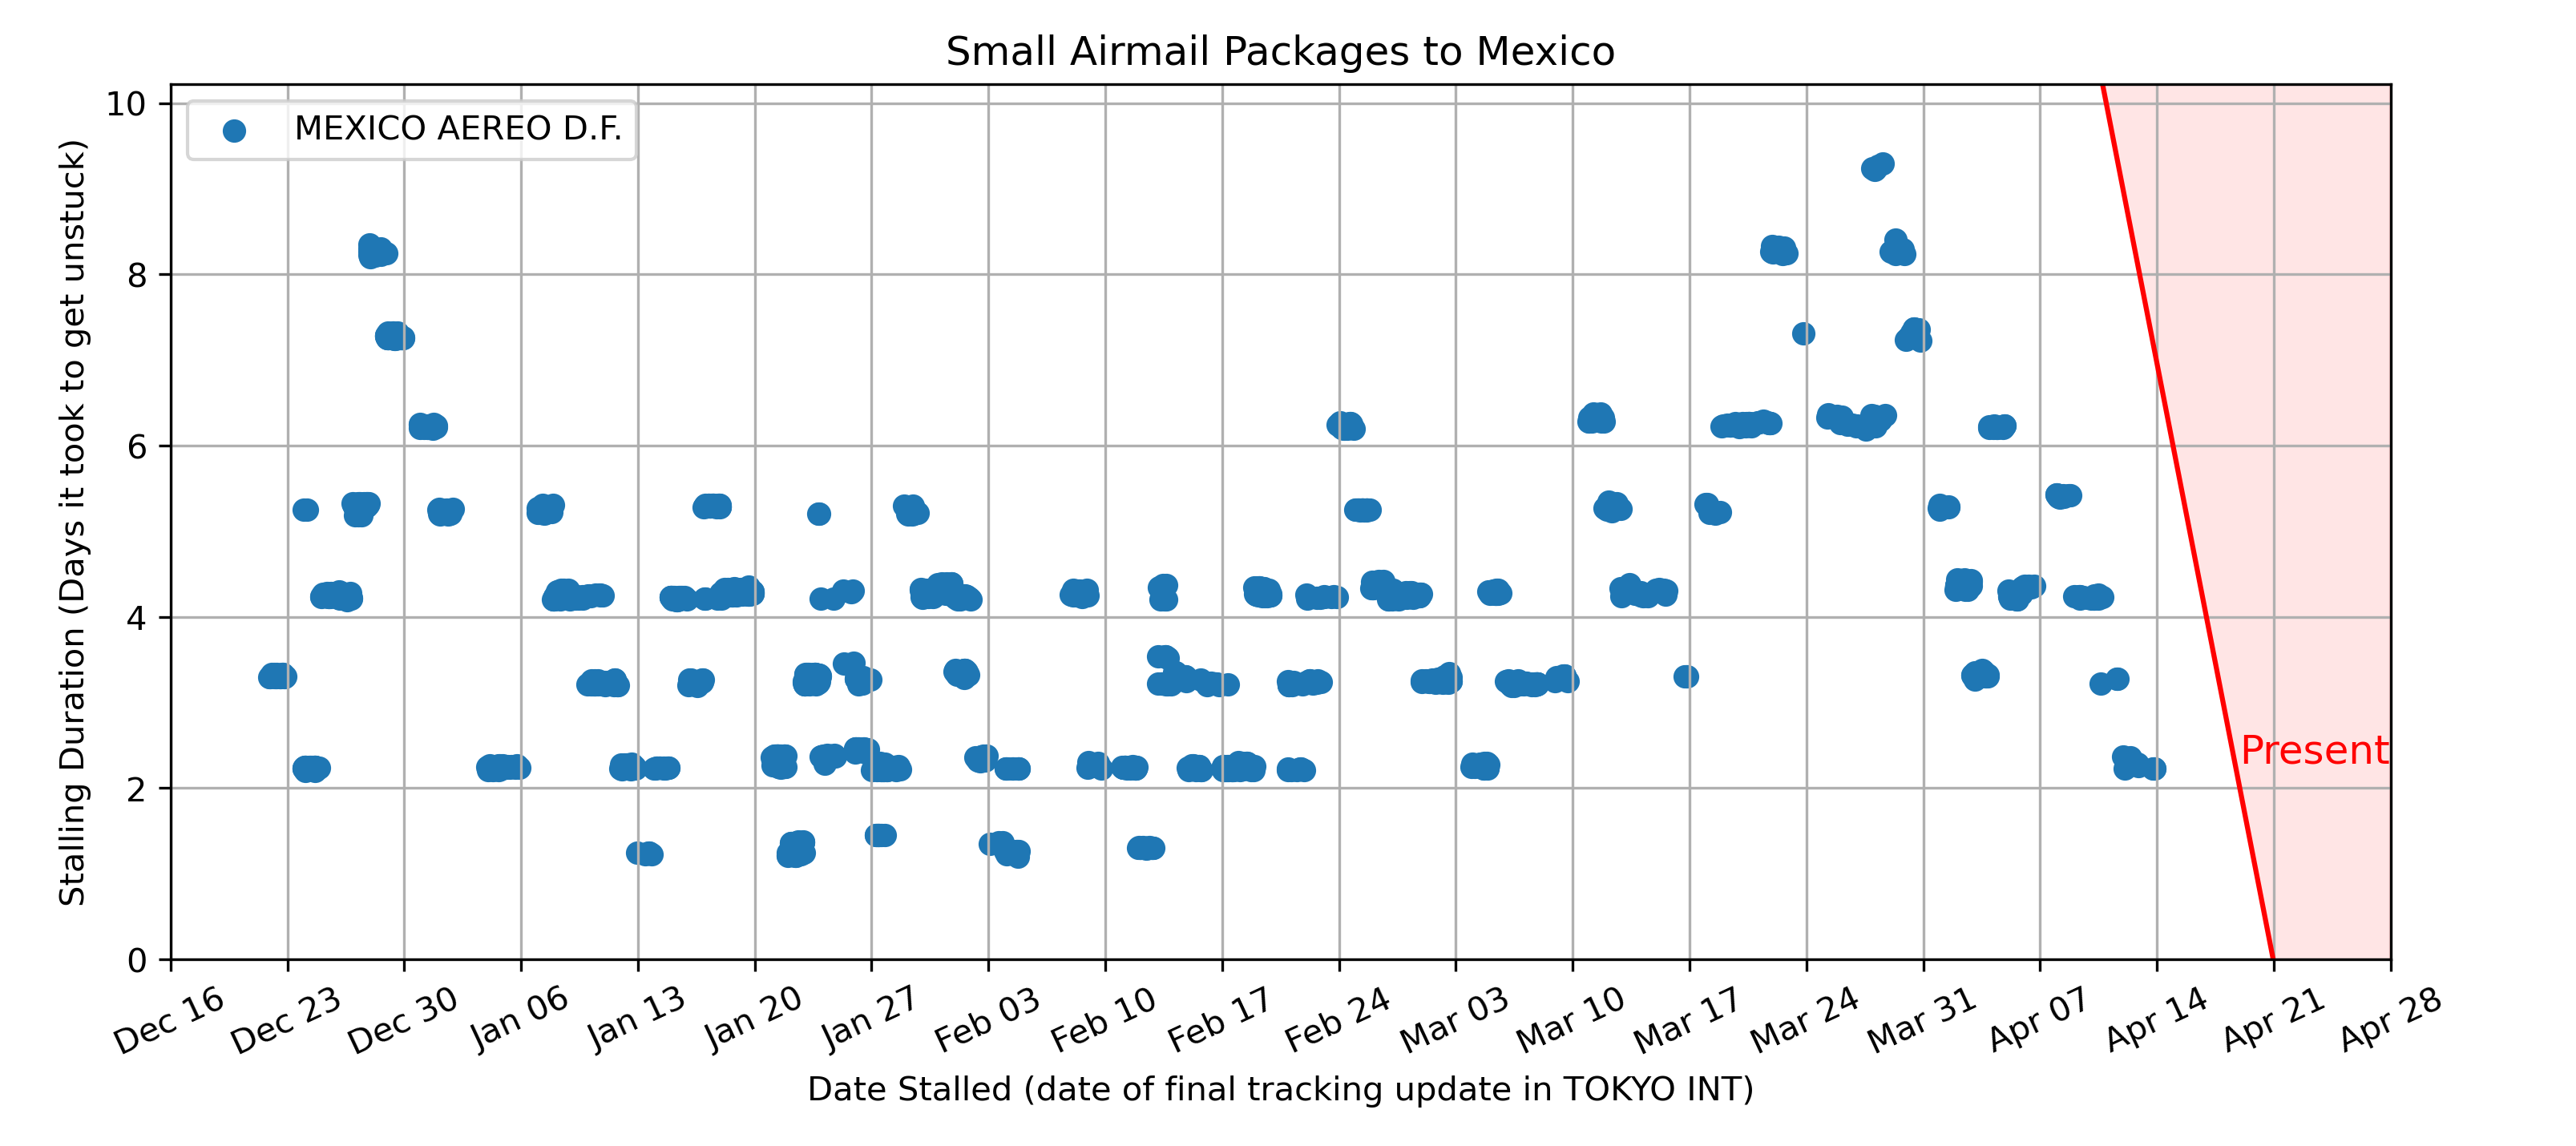 Small Airmail Packages to Mexico
MEXICO AEREO D.F.
Stalling Duration (Days it took to get unstuck)
10
8
6
4
2
0
Present
Dec 16
Dec 23
Dec 30
Jan 06
Jan 13
Jan 20
Jan 27
Feb 03
Feb 10
Feb 17
Feb 24
Mar 03
Mar 10
Mar 17
Mar 24
Mar 31
Apr 07
Apr 14
Apr 21
Apr 28
Date Stalled (date of final tracking update in TOKYO INT)